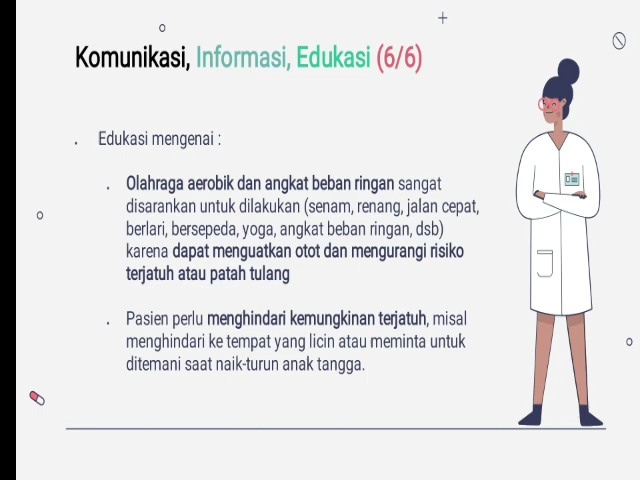 Komunikasi, Informasi, Edukasi (6/6)
. Edukasi mengenai :
. Olahraga aerobik dan angkat beban ringan sangat
disarankan untuk dilakukan (senam, renang, jalan cepat,
berlari, bersepeda, yoga, angkat beban ringan, dsb)
karena dapat menguatkan otot dan mengurangi risiko
terjatuh atau patah tulang
. Pasien perlu menghindari kemungkinan terjatuh, misal
menghindari ke tempat yang licin atau meminta untuk
ditemani saat naik-turun anak tangga.